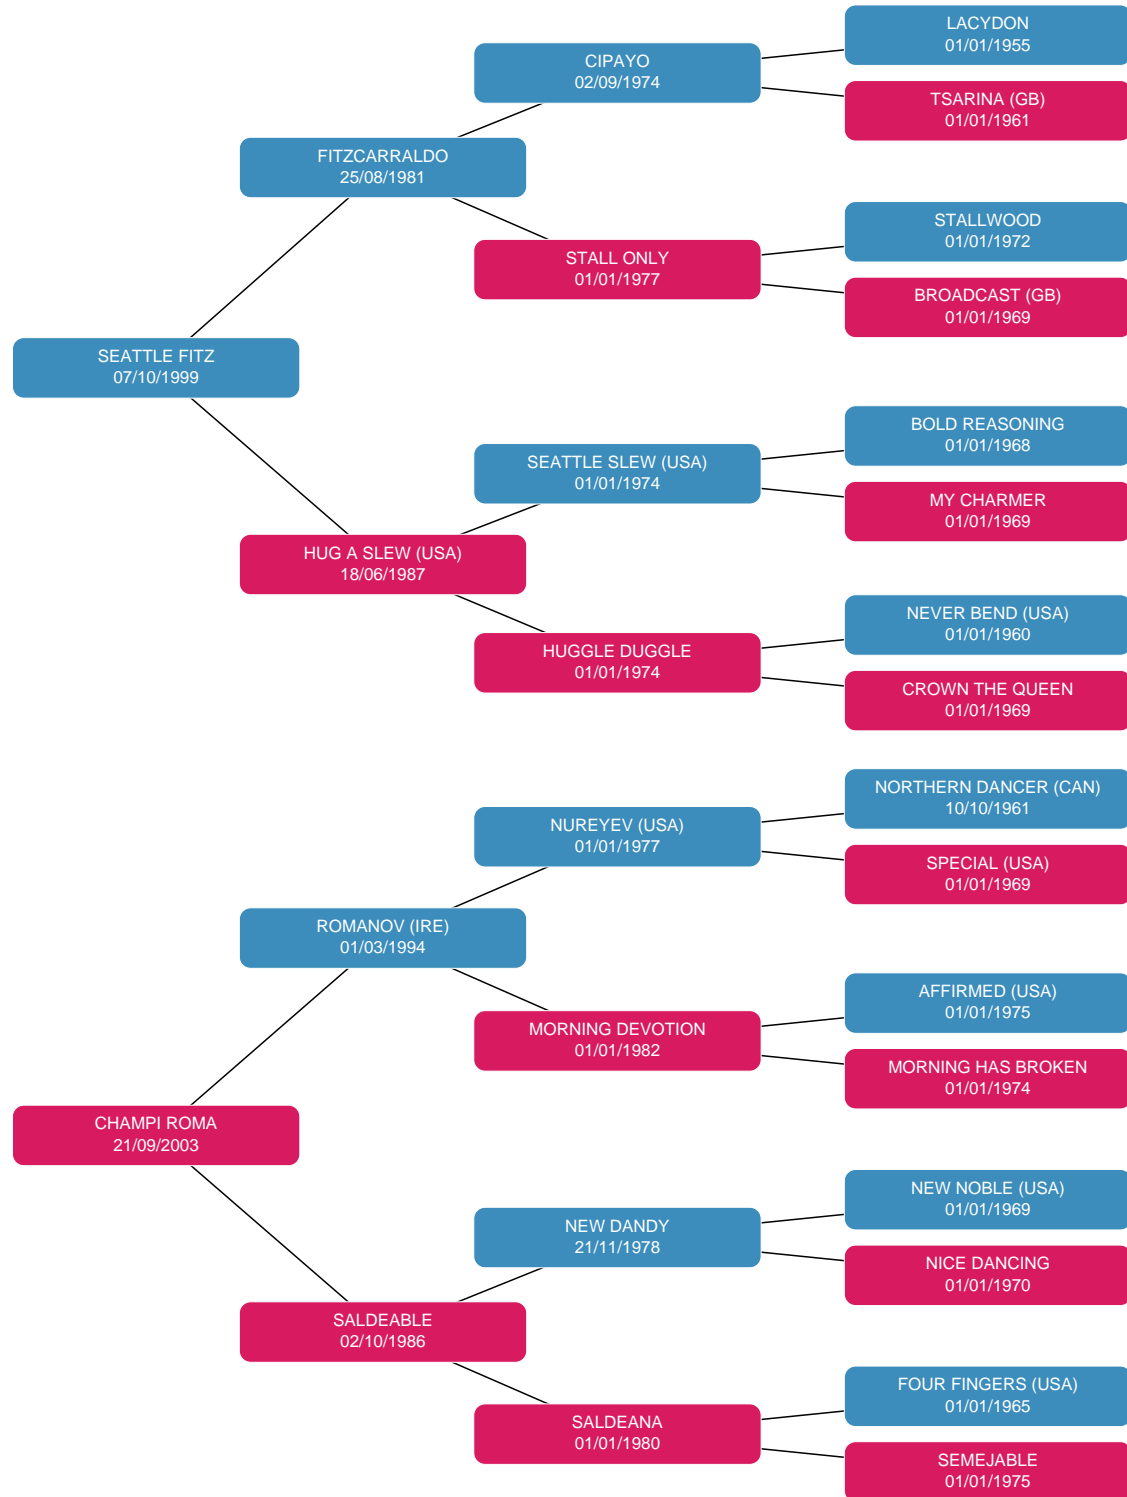 LACYDON
01/01/1955
CIPAYO
02/09/1974
TSARINA (GB)
01/01/1961
FITZCARRALDO
25/08/1981
STALLWOOD
01/01/1972
STALL ONLY
01/01/1977
BROADCAST (GB)
01/01/1969
SEATTLE FITZ
07/10/1999
BOLD REASONING
01/01/1968
SEATTLE SLEW (USA)
01/01/1974
MY CHARMER
01/01/1969
HUG A SLEW (USA)
18/06/1987
NEVER BEND (USA)
01/01/1960
HUGGLE DUGGLE
01/01/1974
CROWN THE QUEEN
01/01/1969
NORTHERN DANCER (CAN)
10/10/1961
NUREYEV (USA)
01/01/1977
SPECIAL (USA)
01/01/1969
ROMANOV (IRE)
01/03/1994
AFFIRMED (USA)
01/01/1975
MORNING DEVOTION
01/01/1982
MORNING HAS BROKEN
01/01/1974
CHAMPI ROMA
21/09/2003
NEW NOBLE (USA)
01/01/1969
NEW DANDY
21/11/1978
NICE DANCING
01/01/1970
SALDEABLE
02/10/1986
FOUR FINGERS (USA)
01/01/1965
SALDEANA
01/01/1980
SEMEJABLE
01/01/1975